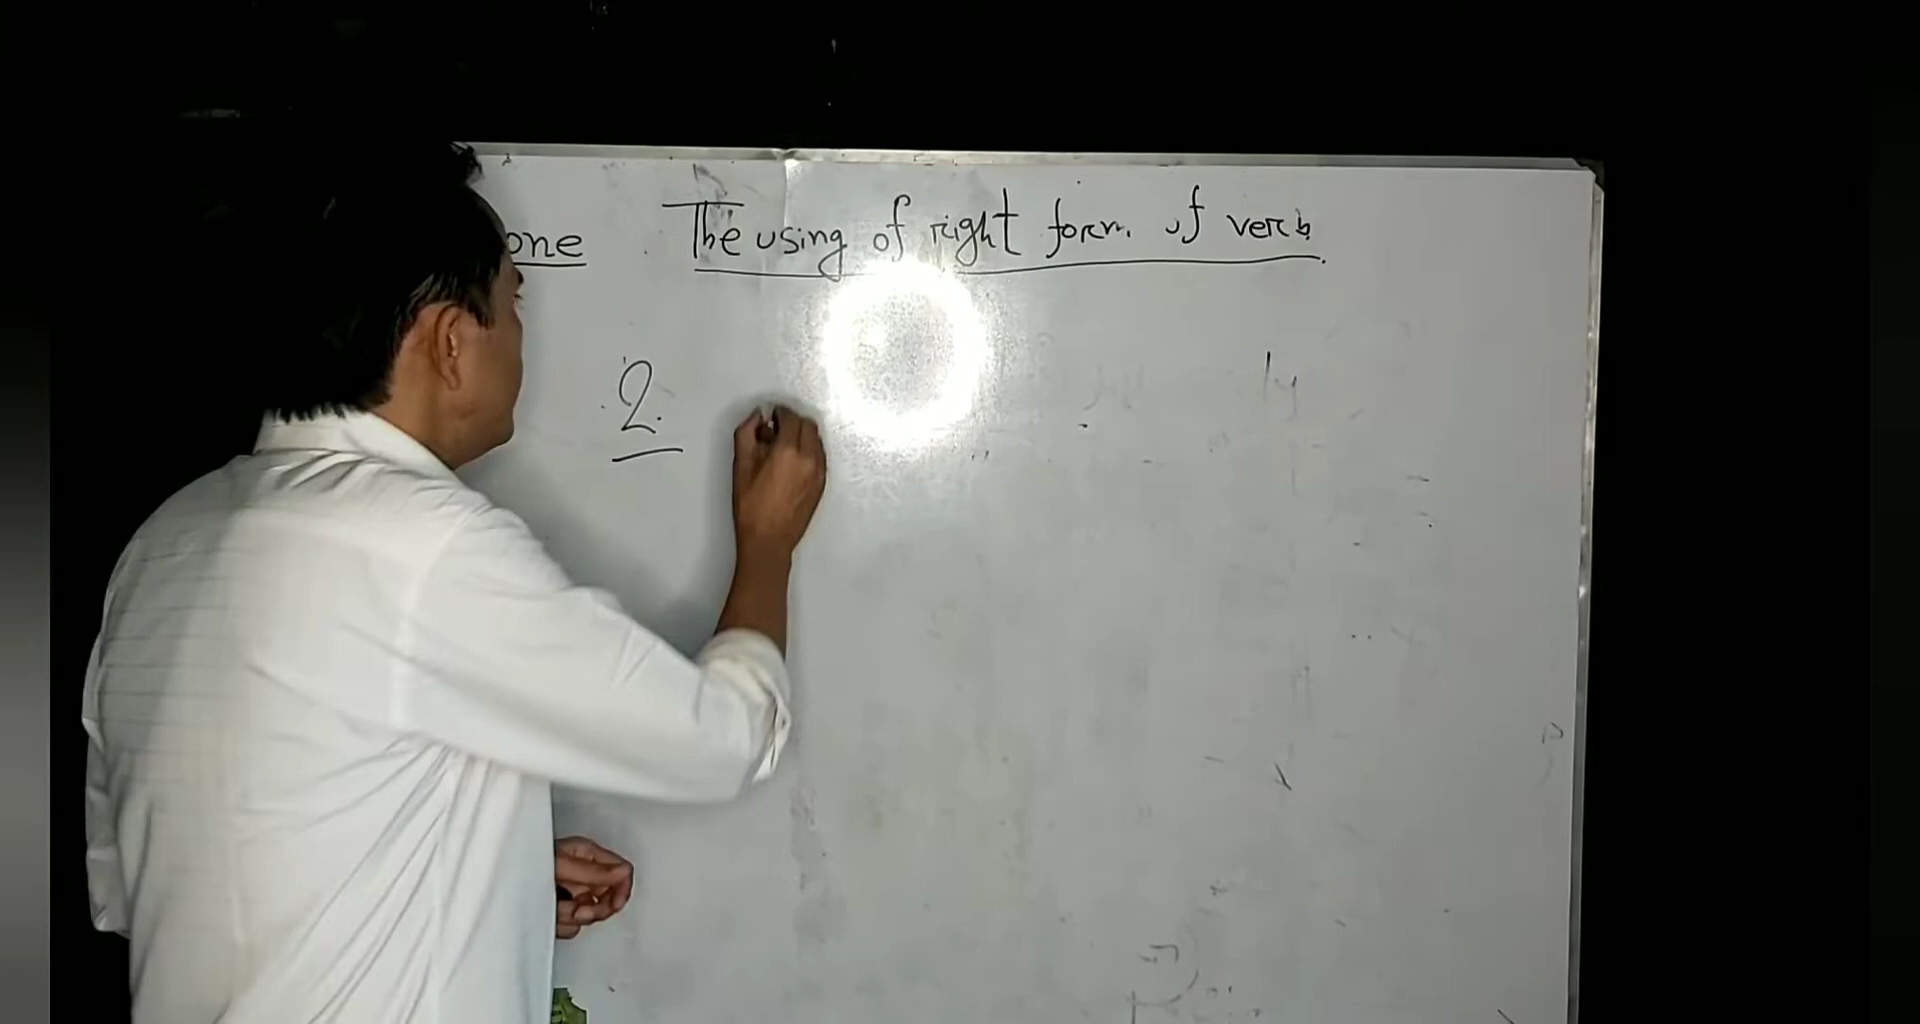 one The using of right form of verb.
2.